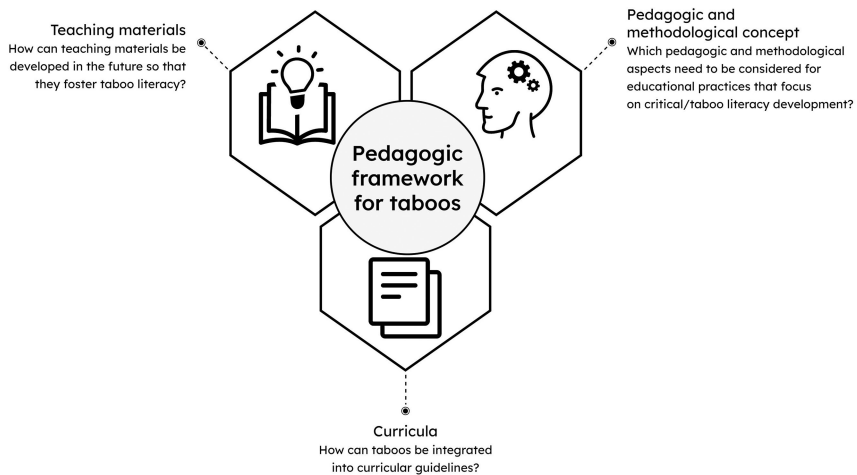 Teaching materials
How can teaching materials be
developed in the future so that
they foster taboo literacy?
Pedagogic and
methodological concept
Which pedagogic and methodological
aspects need to be considered for
educational practices that focus
on critical/taboo literacy development?
Pedagogic
framework
for taboos
Curricula
How can taboos be integrated
into curricular guidelines?